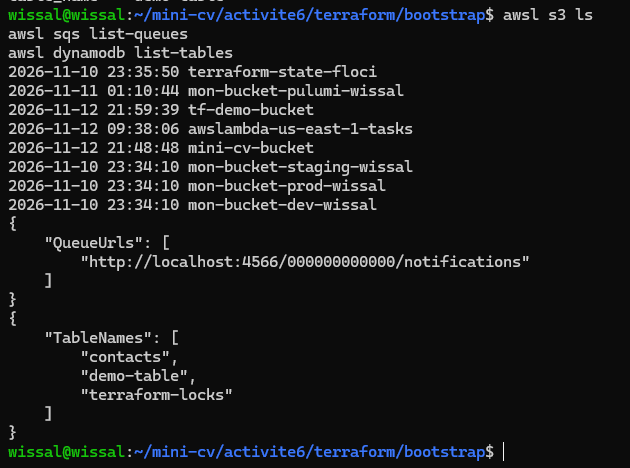 wissal@wissal:~/mini-cv/activite6/terraform/bootstrap$ awsl s3 ls
awsl sqs list-queues
awsl dynamodb list-tables
2026-11-10 23:35:50 terraform-state-floci
2026-11-11 01:10:44 mon-bucket-pulumi-wissal
2026-11-12 21:59:39 tf-demo-bucket
2026-11-12 09:38:06 awslambda-us-east-1-tasks
2026-11-12 21:48:48 mini-cv-bucket
2026-11-10 23:34:10 mon-bucket-staging-wissal
2026-11-10 23:34:10 mon-bucket-prod-wissal
2026-11-10 23:34:10 mon-bucket-dev-wissal
{
    "QueueUrls": [
        "http://localhost:4566/000000000000/notifications"
    ]
}
{
    "TableNames": [
        "contacts",
        "demo-table",
        "terraform-locks"
    ]
}
wissal@wissal:~/mini-cv/activite6/terraform/bootstrap$